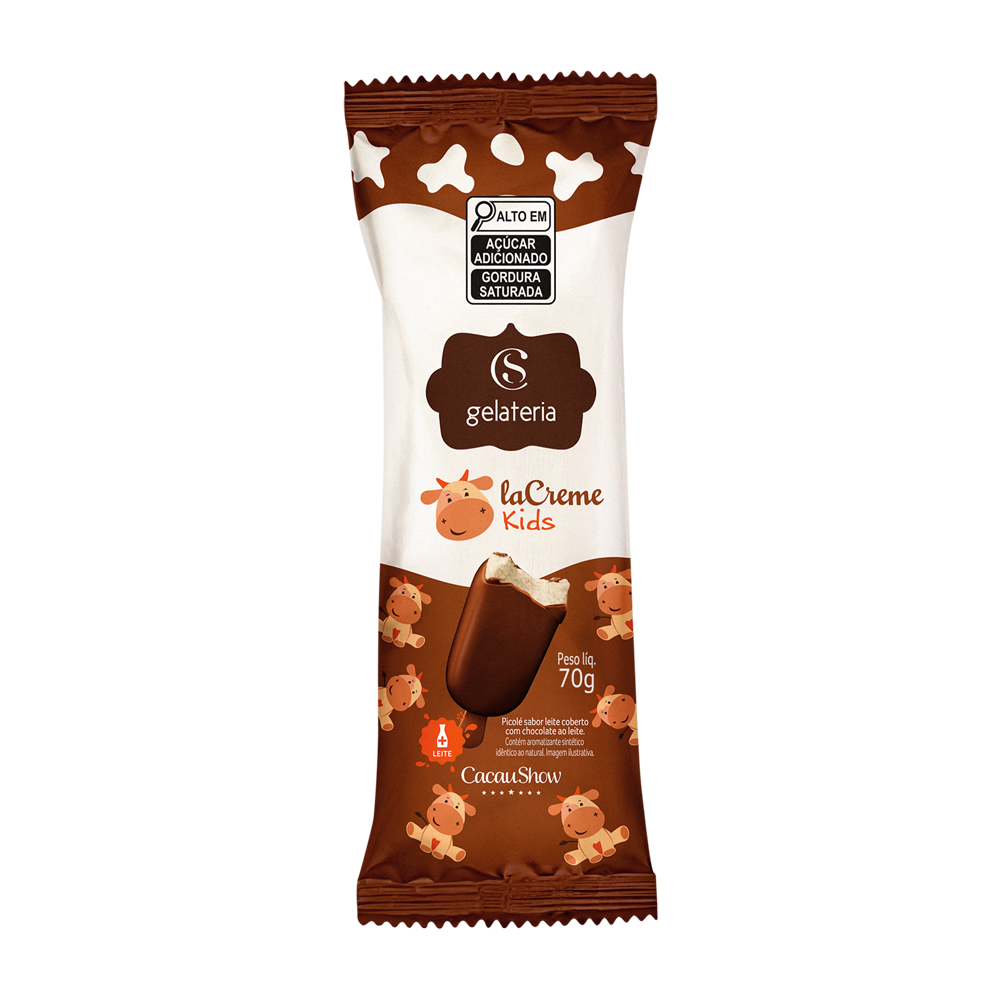 ALTO EM
AÇÚCAR
ADICIONADO
GORDURA
SATURADA
CS
gelateria
laCreme
Kids
Peso líq.
70g
Picolé sabor leite coberto
com chocolate ao leite.
Contém aromatizante sintético
idêntico ao natural. Imagem ilustrativa.
LEITE
CacauShow